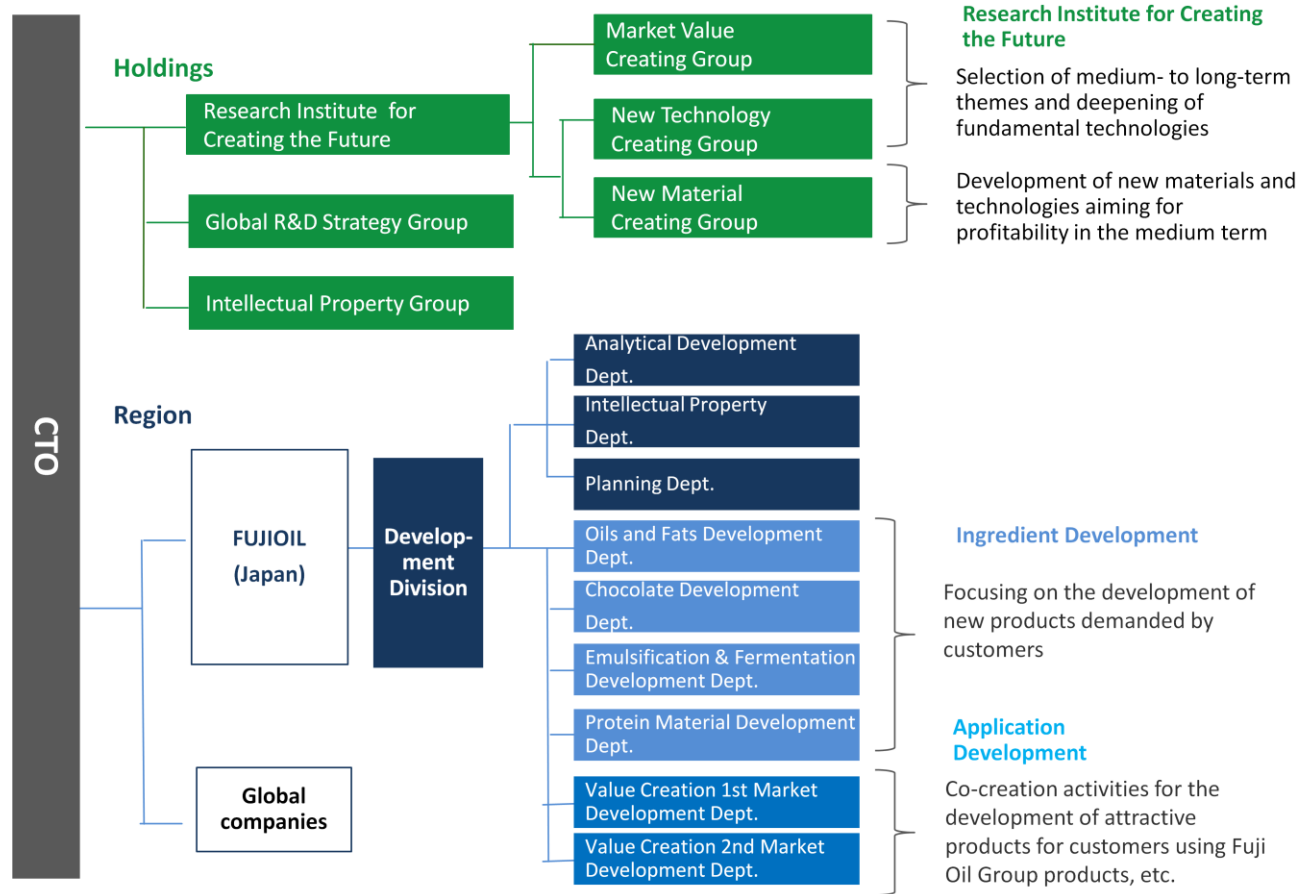 CTO
Holdings
Research Institute for
Creating the Future
Global R&D Strategy Group
Intellectual Property Group
Market Value
Creating Group
New Technology
Creating Group
New Material
Creating Group
Research Institute for Creating
the Future
Selection of medium- to long-term
themes and deepening of
fundamental technologies
Development of new materials and
technologies aiming for
profitability in the medium term
Region
FUJIOIL
(Japan)
Develop-
ment
Division
Global
companies
Analytical Development
Dept.
Intellectual Property
Dept.
Planning Dept.
Oils and Fats Development
Dept.
Chocolate Development
Dept.
Emulsification & Fermentation
Development Dept.
Protein Material Development
Dept.
Value Creation 1st Market
Development Dept.
Value Creation 2nd Market
Development Dept.
Ingredient Development
Focusing on the development of
new products demanded by
customers
Application
Development
Co-creation activities for the
development of attractive
products for customers using Fuji
Oil Group products, etc.